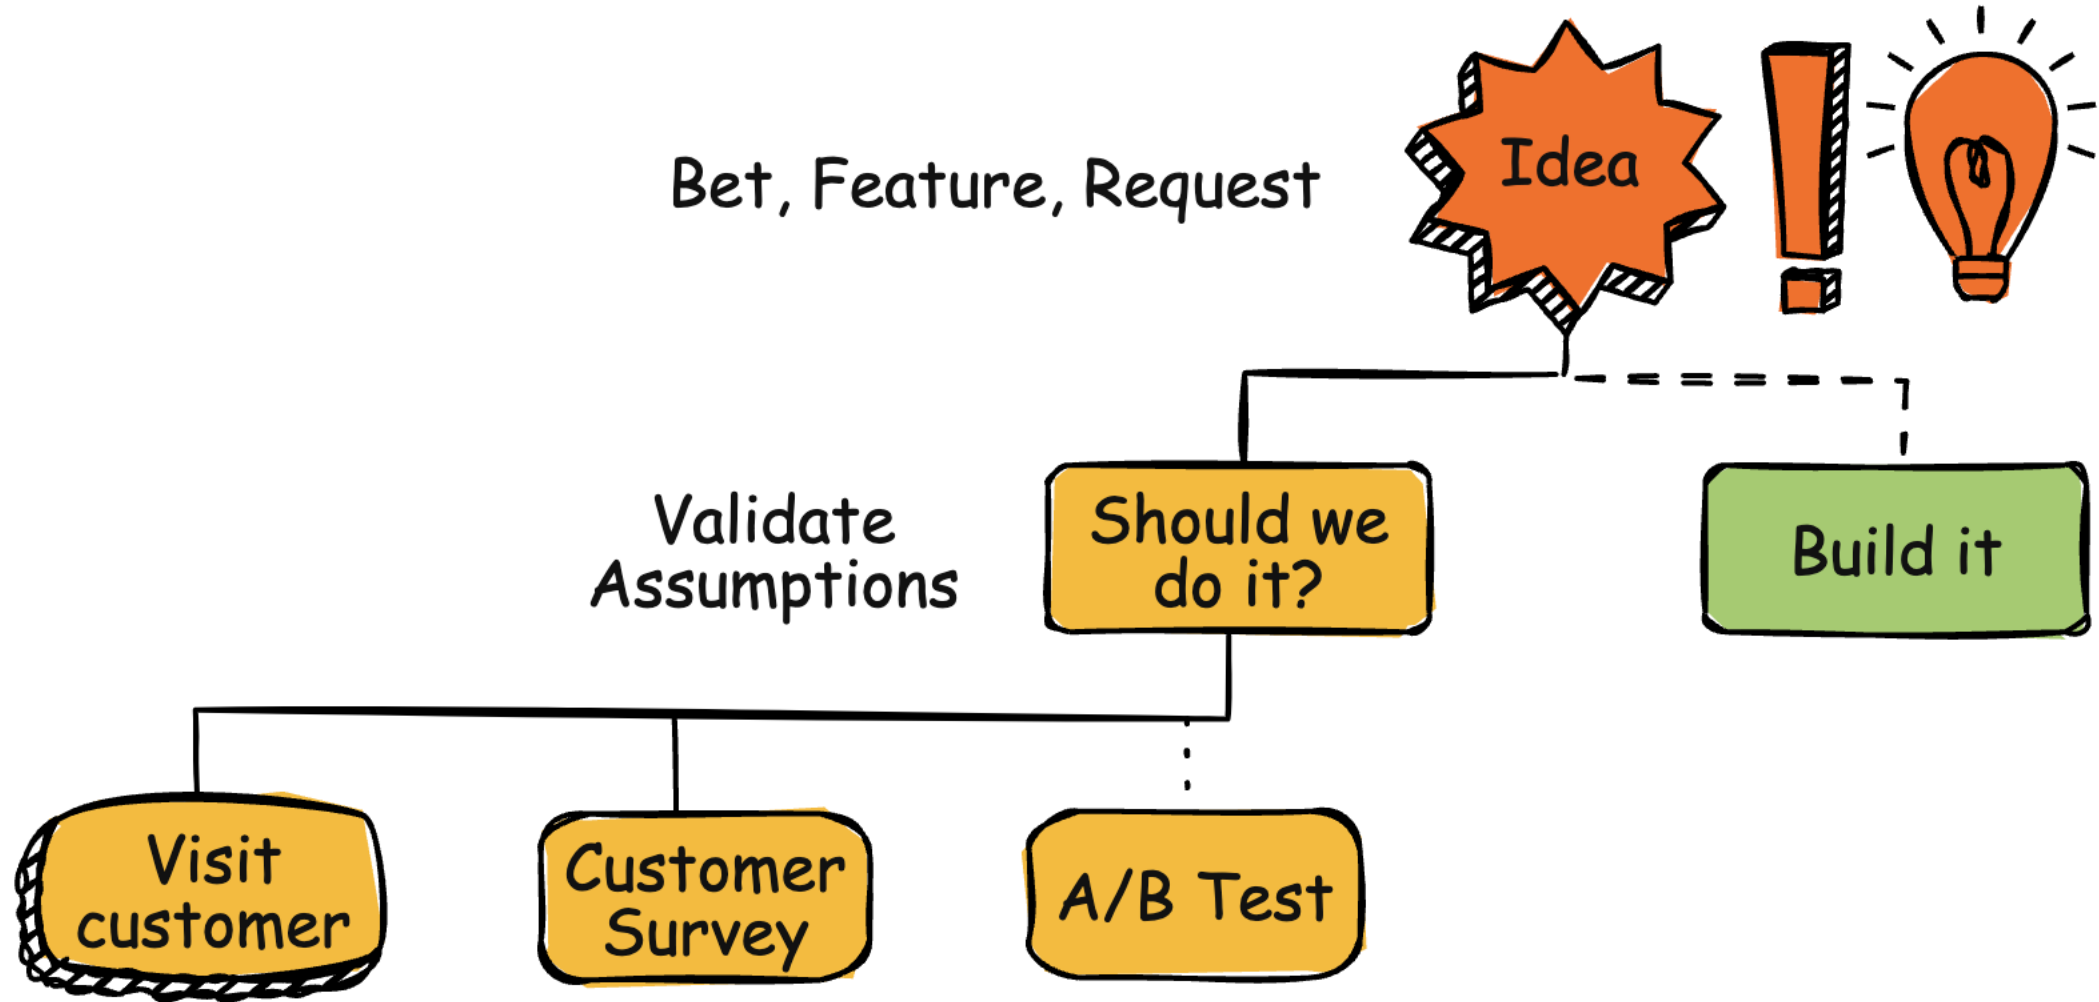 Bet, Feature, Request
Idea
Validate
Assumptions
Should we
do it?
Build it
Visit
customer
Customer
Survey
A/B Test